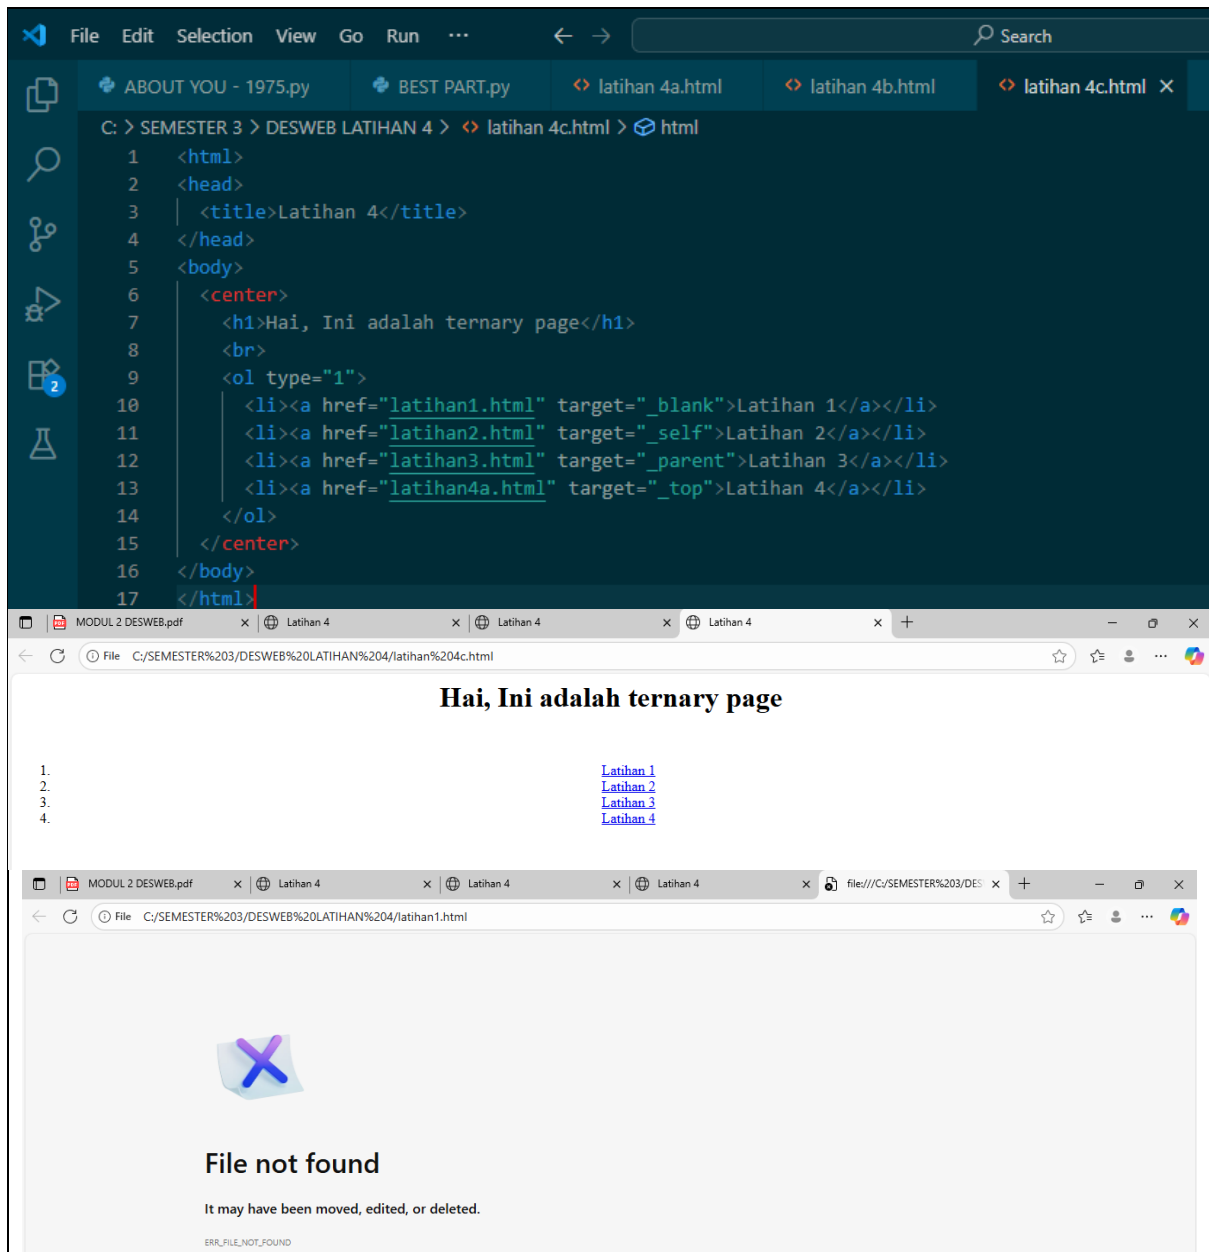 File Edit Selection View Go Run ··· ← → Search
ABOUT YOU - 1975.py BEST PART.py latihan 4a.html latihan 4b.html latihan 4c.html ×
C: > SEMESTER 3 > DESWEB LATIHAN 4 > latihan 4c.html > html
1 <html>
2 <head>
3 <title>Latihan 4</title>
4 </head>
5 <body>
6 <center>
7 <h1>Hai, Ini adalah ternary page</h1>
8 <br>
9 <ol type="1">
10 <li><a href="latihan1.html" target="_blank">Latihan 1</a></li>
11 <li><a href="latihan2.html" target="_self">Latihan 2</a></li>
12 <li><a href="latihan3.html" target="_parent">Latihan 3</a></li>
13 <li><a href="latihan4a.html" target="_top">Latihan 4</a></li>
14 </ol>
15 </center>
16 </body>
17 </html>
2
MODUL 2 DESWEB.pdf Latihan 4 Latihan 4 Latihan 4
File C:/SEMESTER%203/DESWEB%20LATIHAN%204/latihan%204c.html
Hai, Ini adalah ternary page
1. Latihan 1
2. Latihan 2
3. Latihan 3
4. Latihan 4
MODUL 2 DESWEB.pdf Latihan 4 Latihan 4 Latihan 4 file:///C:/SEMESTER%203/DES
File C:/SEMESTER%203/DESWEB%20LATIHAN%204/latihan1.html
File not found
It may have been moved, edited, or deleted.
ERR_FILE_NOT_FOUND